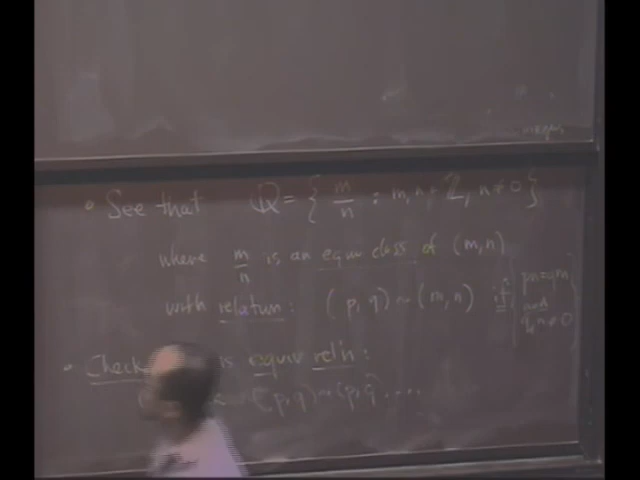 • See that ℚ = { m/n : m, n ∈ ℤ, n ≠ 0 }
where m/n is an equiv class of (m,n)
with relation: (p,q) ~ (m,n) if pn = qm and q,n ≠ 0
• Check is equiv rel'n:
(p,q) ~ (p,q) ....